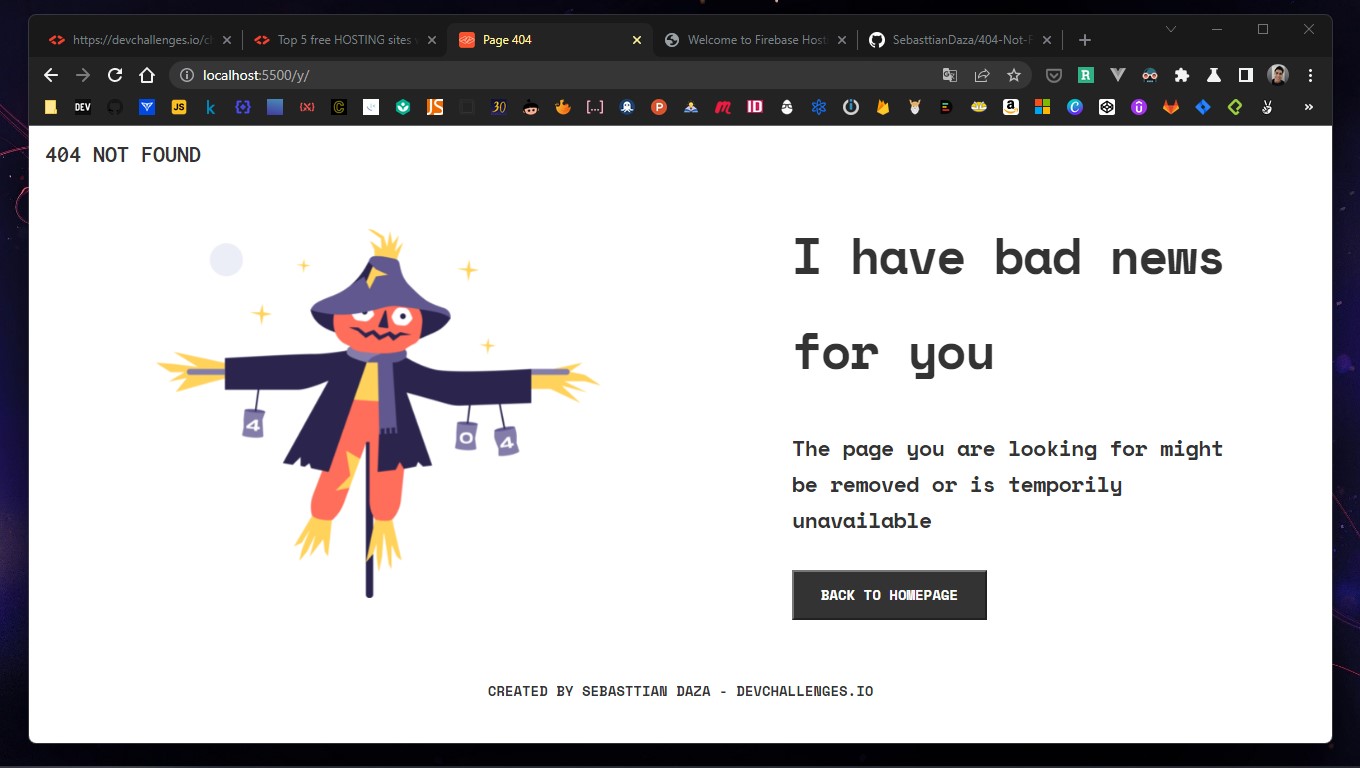 https://devchallenges.io/ch
Top 5 free HOSTING sites
Page 404
Welcome to Firebase Host
SebasttianDaza/404-Not-F
localhost:5500/y/
DEV
JS
k
{X}
C
JS
30
[...]
P
ID
R
404 NOT FOUND
I have bad news
for you
4
0
4
The page you are looking for might
be removed or is temporily
unavailable
BACK TO HOMEPAGE
CREATED BY SEBASTTIAN DAZA - DEVCHALLENGES.IO